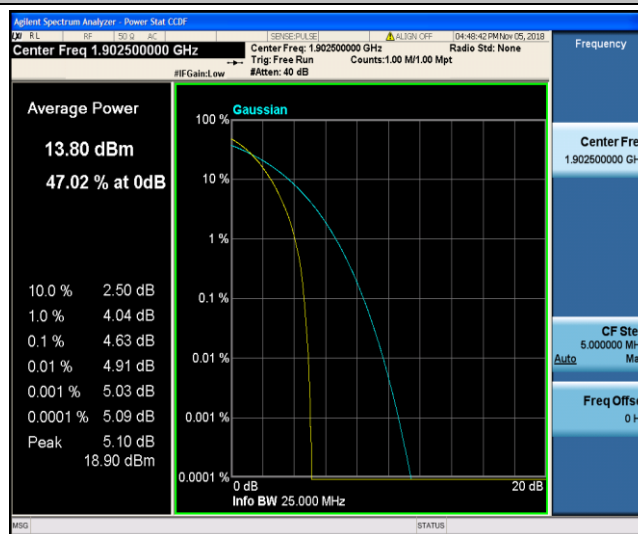 Agilent Spectrum Analyzer - Power Stat CCDF
RL RF 50 Ω AC SENSE:PULSE ALIGN OFF 04:48:42 PM Nov 05, 2018
Center Freq 1.902500000 GHz
Center Freq: 1.902500000 GHz Radio Std: None
Trig: Free Run Counts:1.00 M/1.00 Mpt
#IFGain:Low #Atten: 40 dB
Frequency
Average Power
13.80 dBm
47.02 % at 0dB
10.0 % 2.50 dB
1.0 % 4.04 dB
0.1 % 4.63 dB
0.01 % 4.91 dB
0.001 % 5.03 dB
0.0001 % 5.09 dB
Peak 5.10 dB
18.90 dBm
Gaussian
100 %
10 %
1 %
0.1 %
0.01 %
0.001 %
0.0001 %
0 dB 20 dB
Info BW 25.000 MHz
Center Fre
1.902500000 GH
CF Ste
5.000000 MH
Auto Ma
Freq Offse
0 H
MSG STATUS